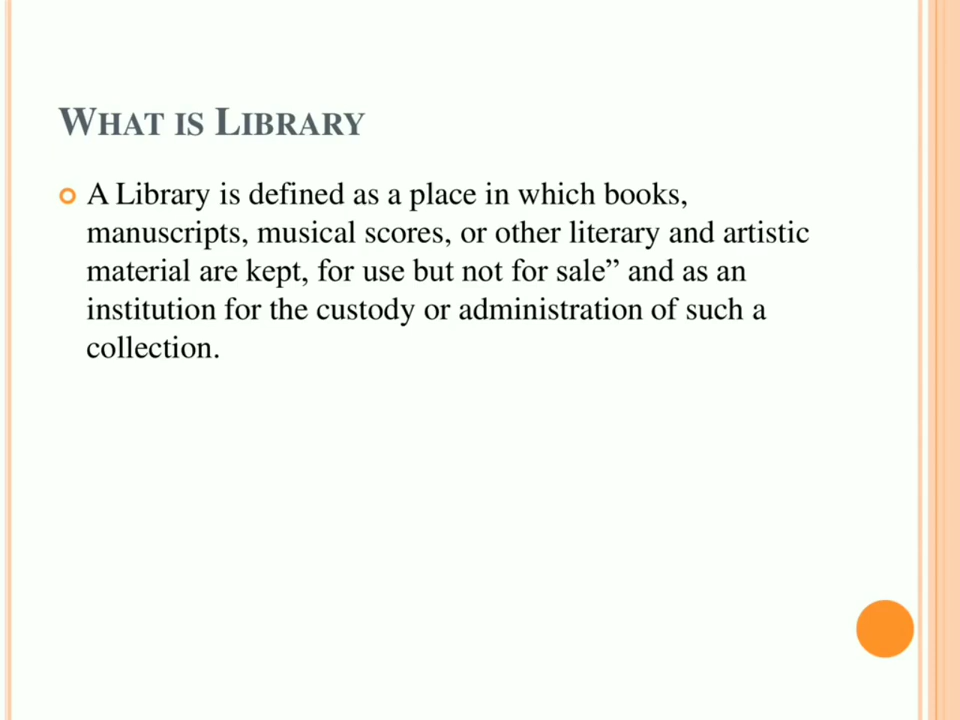 WHAT IS LIBRARY
A Library is defined as a place in which books,
manuscripts, musical scores, or other literary and artistic
material are kept, for use but not for sale” and as an
institution for the custody or administration of such a
collection.